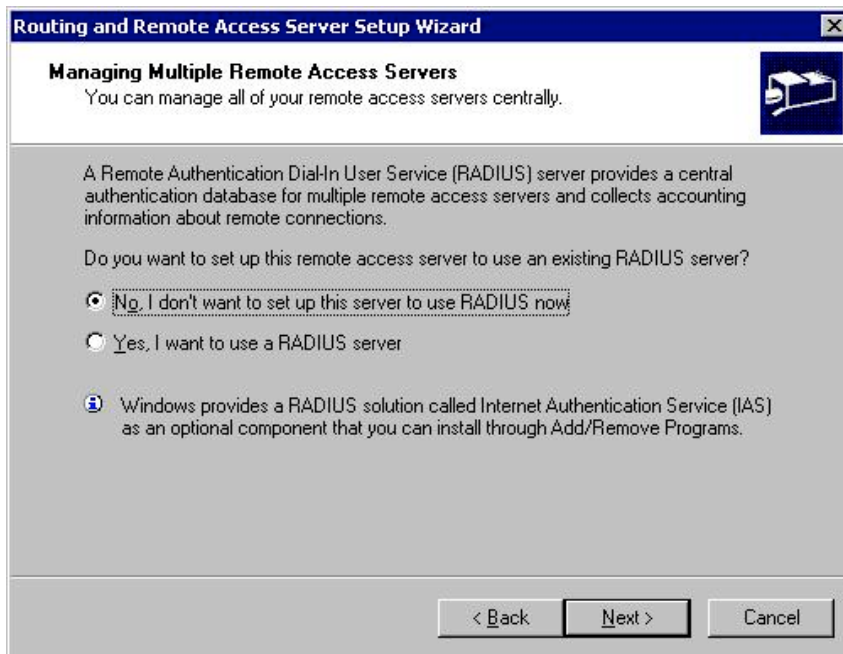 Routing and Remote Access Server Setup Wizard
Managing Multiple Remote Access Servers
You can manage all of your remote access servers centrally.
A Remote Authentication Dial-In User Service (RADIUS) server provides a central
authentication database for multiple remote access servers and collects accounting
information about remote connections.
Do you want to set up this remote access server to use an existing RADIUS server?
No, I don't want to set up this server to use RADIUS now
Yes, I want to use a RADIUS server
Windows provides a RADIUS solution called Internet Authentication Service (IAS)
as an optional component that you can install through Add/Remove Programs.
< Back Next > Cancel